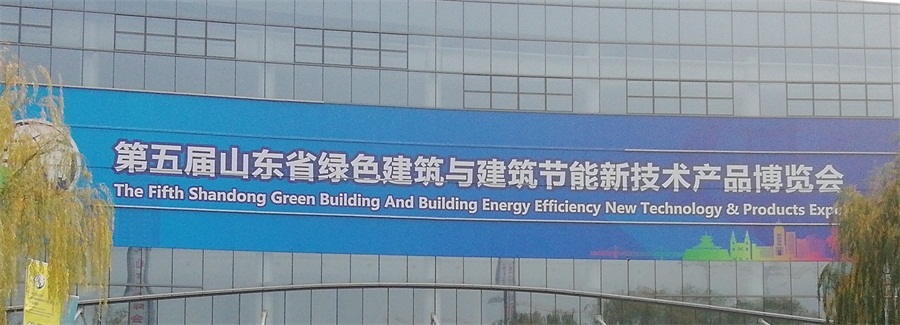 第五届山东省绿色建筑与建筑节能新技术产品博览会
The Fifth Shandong Green Building And Building Energy Efficiency New Technology & Products Expo